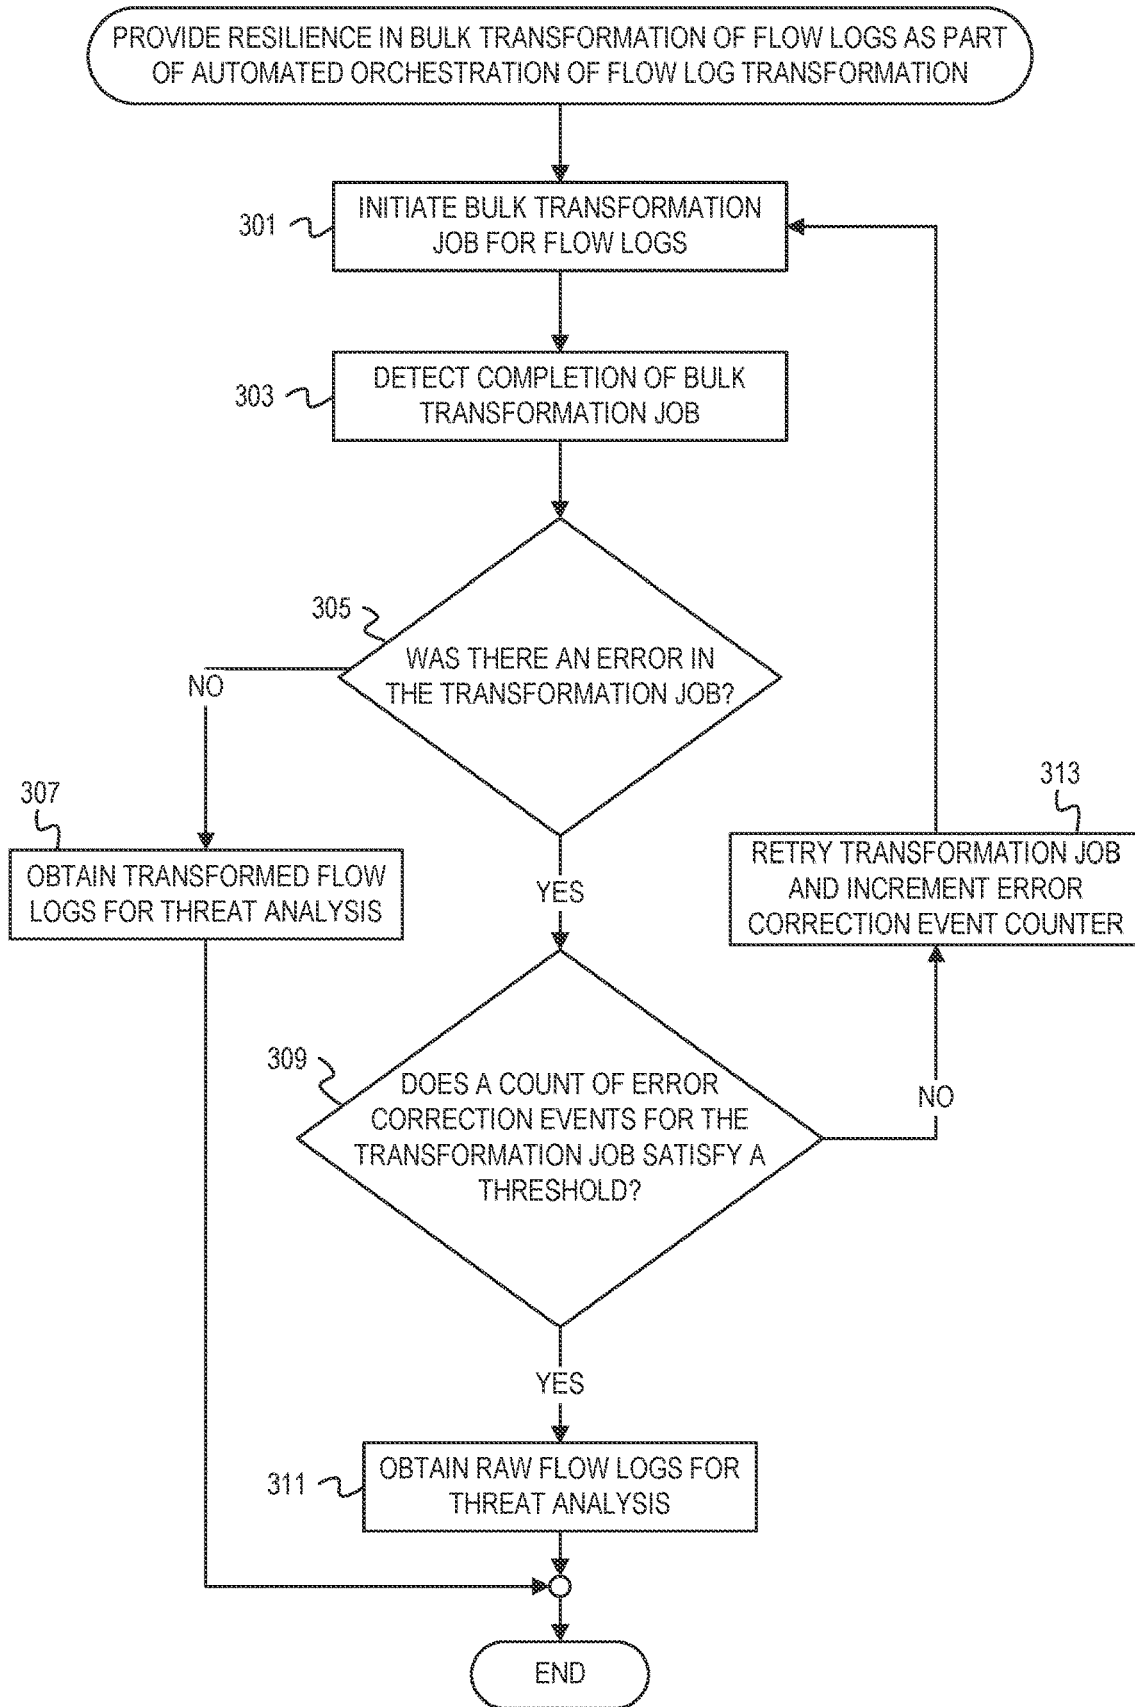 PROVIDE RESILIENCE IN BULK TRANSFORMATION OF FLOW LOGS AS PART
OF AUTOMATED ORCHESTRATION OF FLOW LOG TRANSFORMATION
301
INITIATE BULK TRANSFORMATION
JOB FOR FLOW LOGS
303
DETECT COMPLETION OF BULK
TRANSFORMATION JOB
305
WAS THERE AN ERROR IN
THE TRANSFORMATION JOB?
NO
307
OBTAIN TRANSFORMED FLOW
LOGS FOR THREAT ANALYSIS
YES
313
RETRY TRANSFORMATION JOB
AND INCREMENT ERROR
CORRECTION EVENT COUNTER
309
DOES A COUNT OF ERROR
CORRECTION EVENTS FOR THE
TRANSFORMATION JOB SATISFY A
THRESHOLD?
NO
YES
311
OBTAIN RAW FLOW LOGS FOR
THREAT ANALYSIS
END